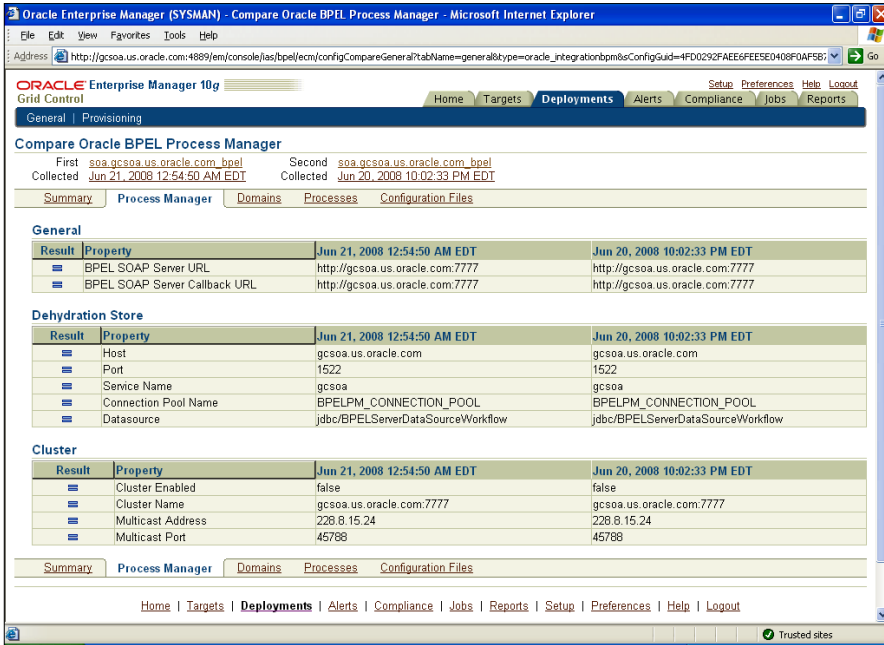 Oracle Enterprise Manager (SYSMAN) - Compare Oracle BPEL Process Manager - Microsoft Internet Explorer
File Edit View Favorites Tools Help
Address http://gcsoa.us.oracle.com:4889/em/console/ias/bpel/ecm/configCompareGeneral?tabName=general&type=oracle_integrationbpm&sConfigGuid=4FD0292FAEE6FEE5E0408F0AF5B7 Go
ORACLE Enterprise Manager 10g Setup Preferences Help Logout
Grid Control Home Targets Deployments Alerts Compliance Jobs Reports
General | Provisioning
Compare Oracle BPEL Process Manager
First soa.gcsoa.us.oracle.com_bpel Second soa.gcsoa.us.oracle.com_bpel
Collected Jun 21, 2008 12:54:50 AM EDT Collected Jun 20, 2008 10:02:33 PM EDT
Summary Process Manager Domains Processes Configuration Files
General
Result Property Jun 21, 2008 12:54:50 AM EDT Jun 20, 2008 10:02:33 PM EDT
= BPEL SOAP Server URL http://gcsoa.us.oracle.com:7777 http://gcsoa.us.oracle.com:7777
= BPEL SOAP Server Callback URL http://gcsoa.us.oracle.com:7777 http://gcsoa.us.oracle.com:7777
Dehydration Store
Result Property Jun 21, 2008 12:54:50 AM EDT Jun 20, 2008 10:02:33 PM EDT
= Host gcsoa.us.oracle.com gcsoa.us.oracle.com
= Port 1522 1522
= Service Name gcsoa gcsoa
= Connection Pool Name BPELPM_CONNECTION_POOL BPELPM_CONNECTION_POOL
= Datasource jdbc/BPELServerDataSourceWorkflow jdbc/BPELServerDataSourceWorkflow
Cluster
Result Property Jun 21, 2008 12:54:50 AM EDT Jun 20, 2008 10:02:33 PM EDT
= Cluster Enabled false false
= Cluster Name gcsoa.us.oracle.com:7777 gcsoa.us.oracle.com:7777
= Multicast Address 228.8.15.24 228.8.15.24
= Multicast Port 45788 45788
Summary Process Manager Domains Processes Configuration Files
Home | Targets | Deployments | Alerts | Compliance | Jobs | Reports | Setup | Preferences | Help | Logout
Trusted sites